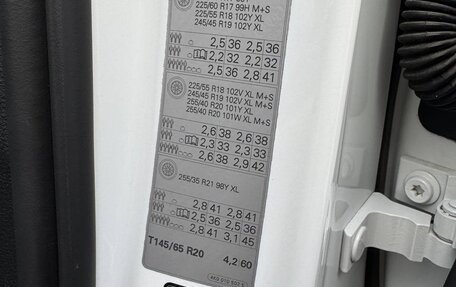 225/60 R17 99H M+S
225/55 R18 102Y XL
245/45 R19 102Y XL
2,5 36 2,5 36
2,2 32 2,2 32
2,5 36 2,8 41
225/55 R18 102V XL M+S
245/45 R19 102V XL M+S
255/40 R20 101Y XL
255/40 R20 101W XL M+S
2,6 38 2,6 38
2,3 33 2,3 33
2,6 38 2,9 42
255/35 R21 98Y XL
2,8 41 2,8 41
2,5 36 2,5 36
2,8 41 3,1 45
T145/65 R20 4,2 60